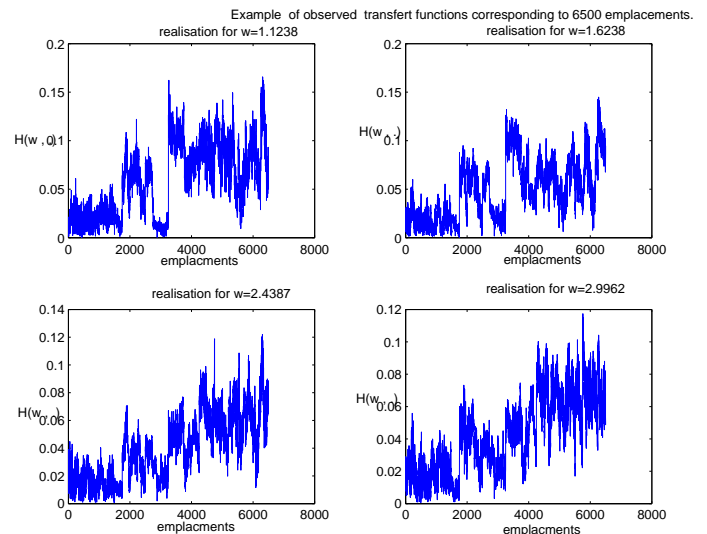 Example of observed transfert functions corresponding to 6500 emplacements.
realisation for w=1.1238
0.2
0.15
0.1
0.05
0
H(w ,0)
0 2000 4000 6000 8000
emplacments
realisation for w=1.6238
0.2
0.15
0.1
0.05
0
H(w , .)
0 2000 4000 6000 8000
emplacments
realisation for w=2.4387
0.14
0.12
0.1
0.08
0.06
0.04
0.02
0
0 2000 4000 6000 8000
emplacments
realisation for w=2.9962
0.12
0.1
0.08
0.06
0.04
0.02
0
0 2000 4000 6000 8000
emplacments